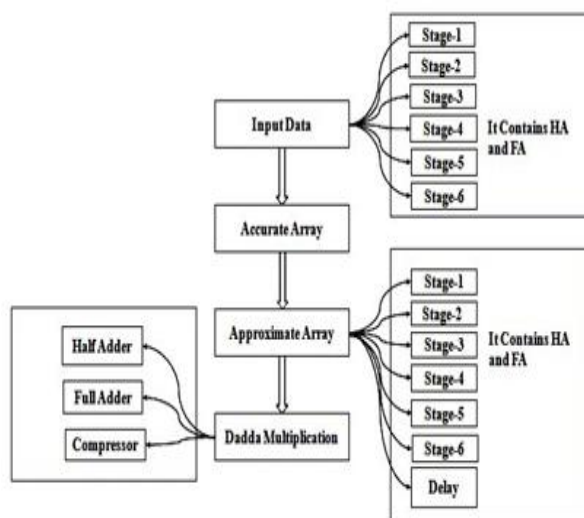 Stage-1
Stage-2
Stage-3
Stage-4
Stage-5
Stage-6
It Contains HA
and FA
Input Data
Accurate Array
Approximate Array
Stage-1
Stage-2
Stage-3
Stage-4
Stage-5
Stage-6
Delay
It Contains HA
and FA
Dadda Multiplication
Half Adder
Full Adder
Compressor